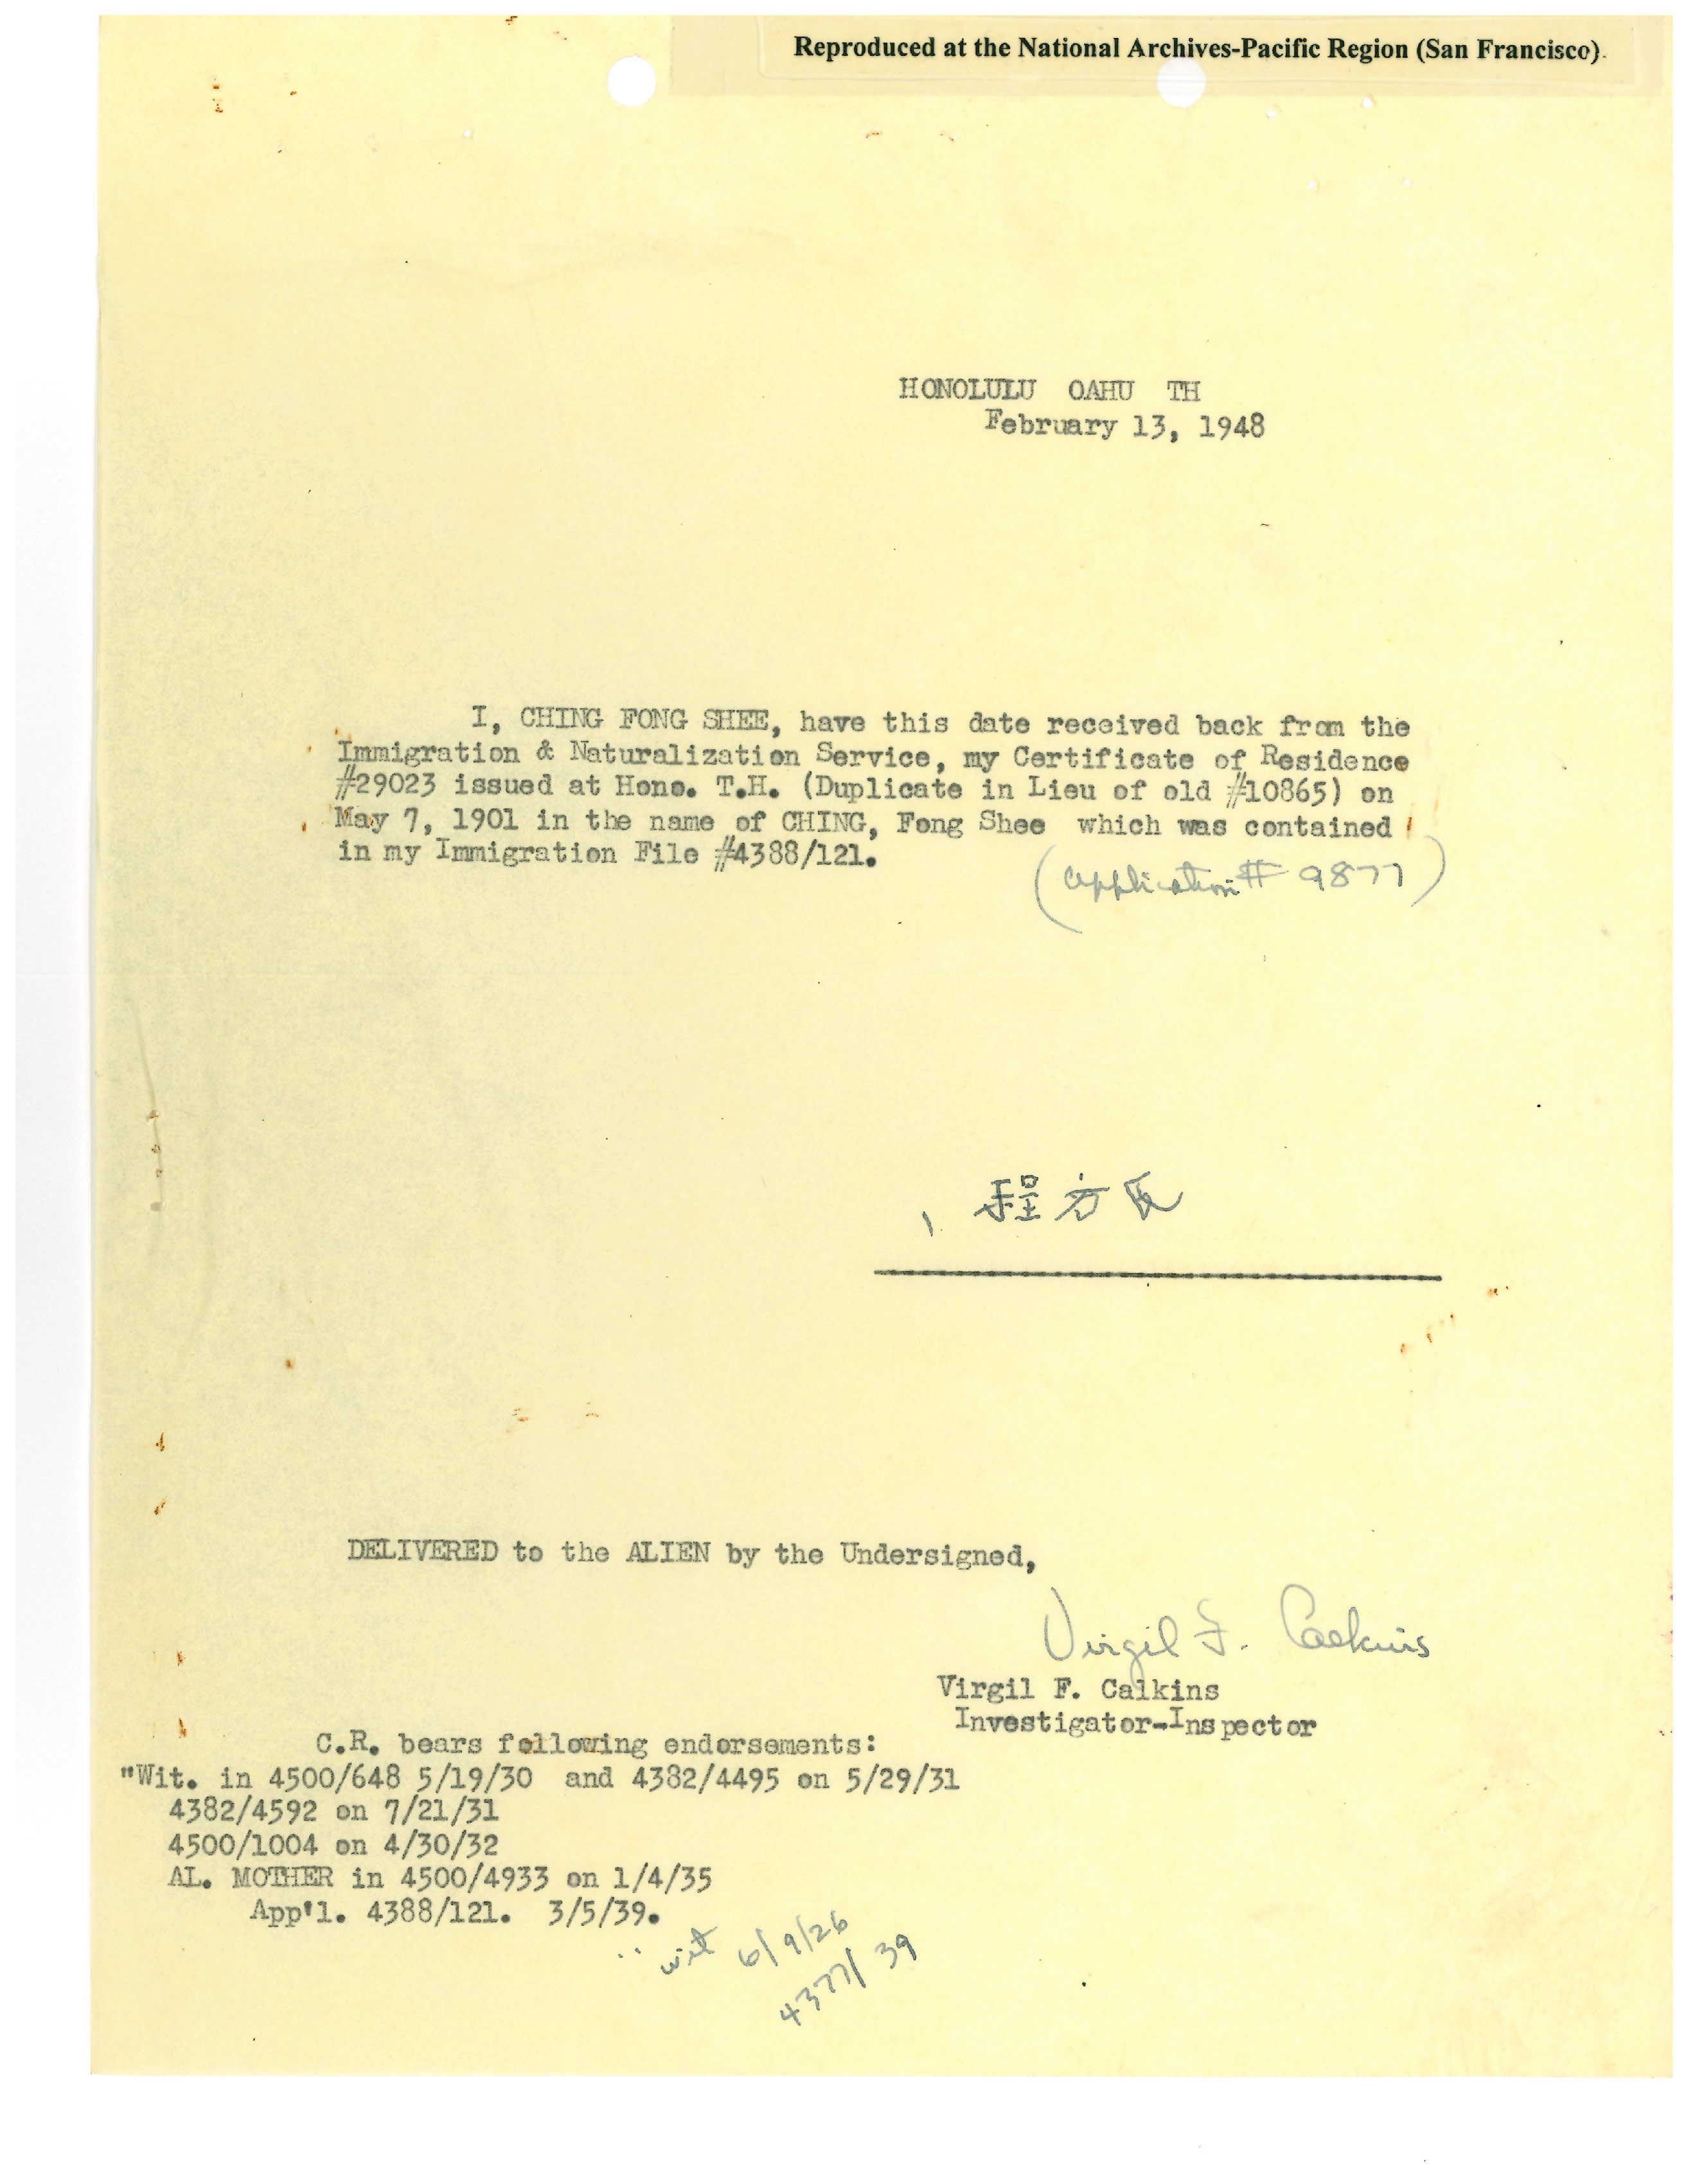 Reproduced at the National Archives-Pacific Region (San Francisco).
HONOLULU OAHU TH
February 13, 1948
I, CHING FONG SHEE, have this date received back from the
Immigration & Naturalization Service, my Certificate of Residence
#29023 issued at Hono. T.H. (Duplicate in Lieu of old #10865) on
May 7, 1901 in the name of CHING, Fong Shee which was contained
in my Immigration File #4388/121.
(application # 9877)
程方氏
DELIVERED to the ALIEN by the Undersigned,
Virgil F. Calkins
Virgil F. Calkins
Investigator-Inspector
C.R. bears following endorsements:
"Wit. in 4500/648 5/19/30 and 4382/4495 on 5/29/31
4382/4592 on 7/21/31
4500/1004 on 4/30/32
AL. MOTHER in 4500/4933 on 1/4/35
App'l. 4388/121. 3/5/39.
wit 6/9/26
4377/39